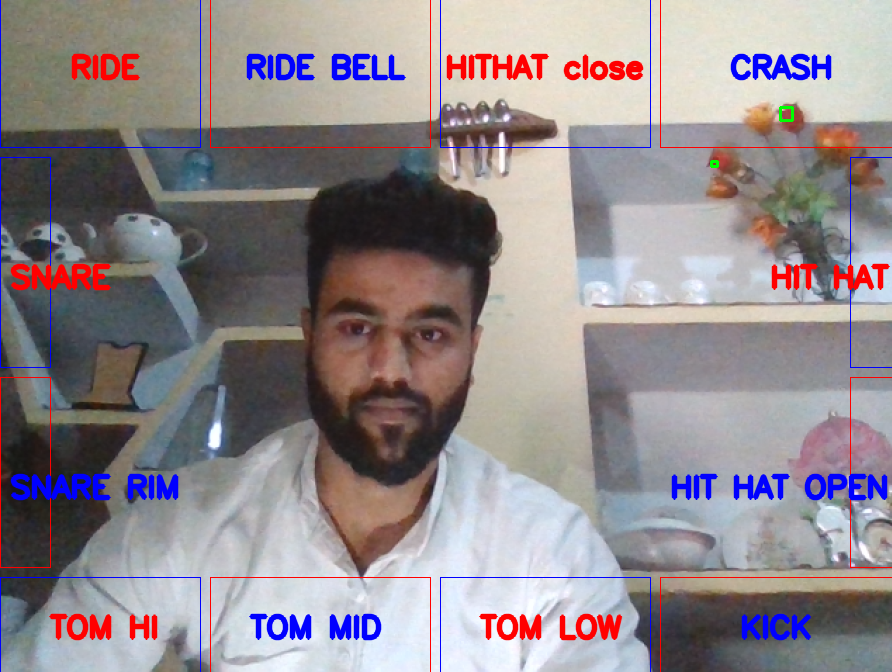 RIDE RIDE BELL HITHAT close CRASH
SNARE HIT HAT
SNARE RIM HIT HAT OPEN
TOM HI TOM MID TOM LOW KICK